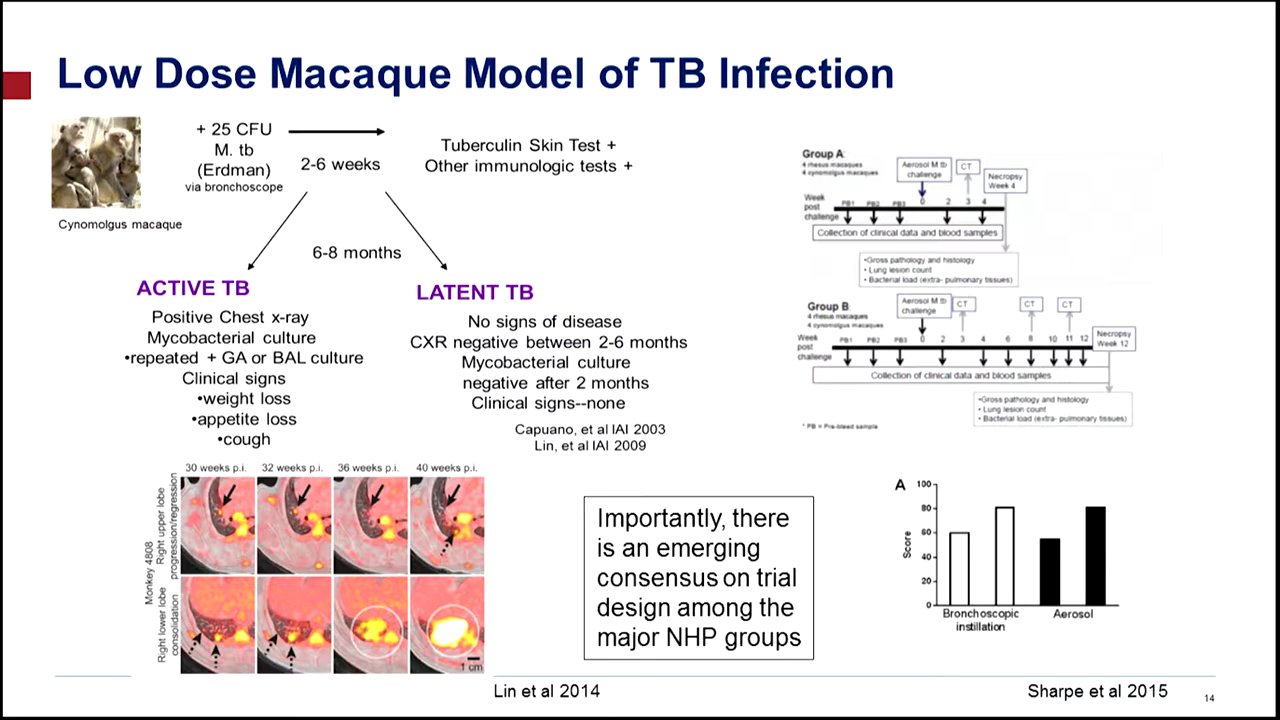 Low Dose Macaque Model of TB Infection
+ 25 CFU
M. tb
(Erdman)
via bronchoscope
2-6 weeks
Tuberculin Skin Test +
Other immunologic tests +
Cynomolgus macaque
6-8 months
ACTIVE TB
Positive Chest x-ray
Mycobacterial culture
•repeated + GA or BAL culture
Clinical signs
•weight loss
•appetite loss
•cough
LATENT TB
No signs of disease
CXR negative between 2-6 months
Mycobacterial culture
negative after 2 months
Clinical signs--none
Capuano, et al IAI 2003
Lin, et al IAI 2009
30 weeks p.i. 32 weeks p.i. 36 weeks p.i. 40 weeks p.i.
Monkey 4808
Right upper lobe
progression/regression
Right lower lobe
consolidation
1 cm
Lin et al 2014
Importantly, there
is an emerging
consensus on trial
design among the
major NHP groups
Group A:
4 rhesus macaques
4 cynomolgus macaques
Aerosol M.tb
challenge
CT
Necropsy
Week 4
Week
post
challenge
PB1 PB2 PB3 0 2 3 4
Collection of clinical data and blood samples
•Gross pathology and histology
• Lung lesion count
• Bacterial load (extra- pulmonary tissues)
Group B:
4 rhesus macaques
4 cynomolgus macaques
Aerosol M.tb
challenge
CT
CT
CT
Necropsy
Week 12
Week
post
challenge
PB1 PB2 PB3 0 2 3 4 6 8 10 11 12
Collection of clinical data and blood samples
•Gross pathology and histology
• Lung lesion count
• Bacterial load (extra- pulmonary tissues)
* PB = Pre-bleed sample
A
Score
100
80
60
40
20
0
Bronchoscopic
instillation
Aerosol
Sharpe et al 2015
14